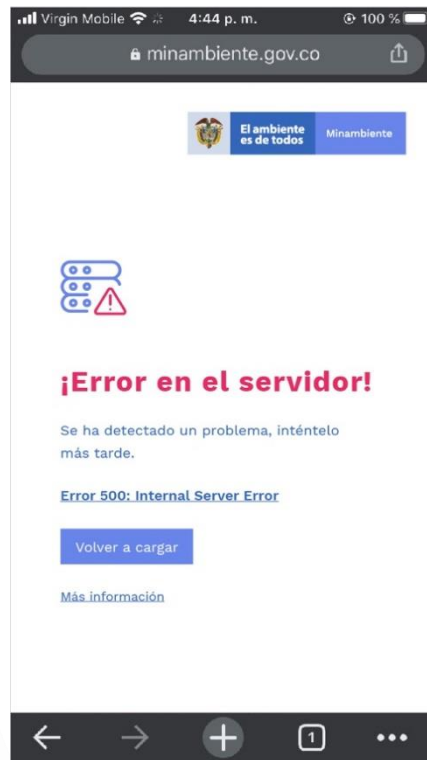 Virgin Mobile 4:44 p. m. 100 %
minambiente.gov.co
El ambiente
es de todos
Minambiente
¡Error en el servidor!
Se ha detectado un problema, inténtelo
más tarde.
Error 500: Internal Server Error
Volver a cargar
Más información
1